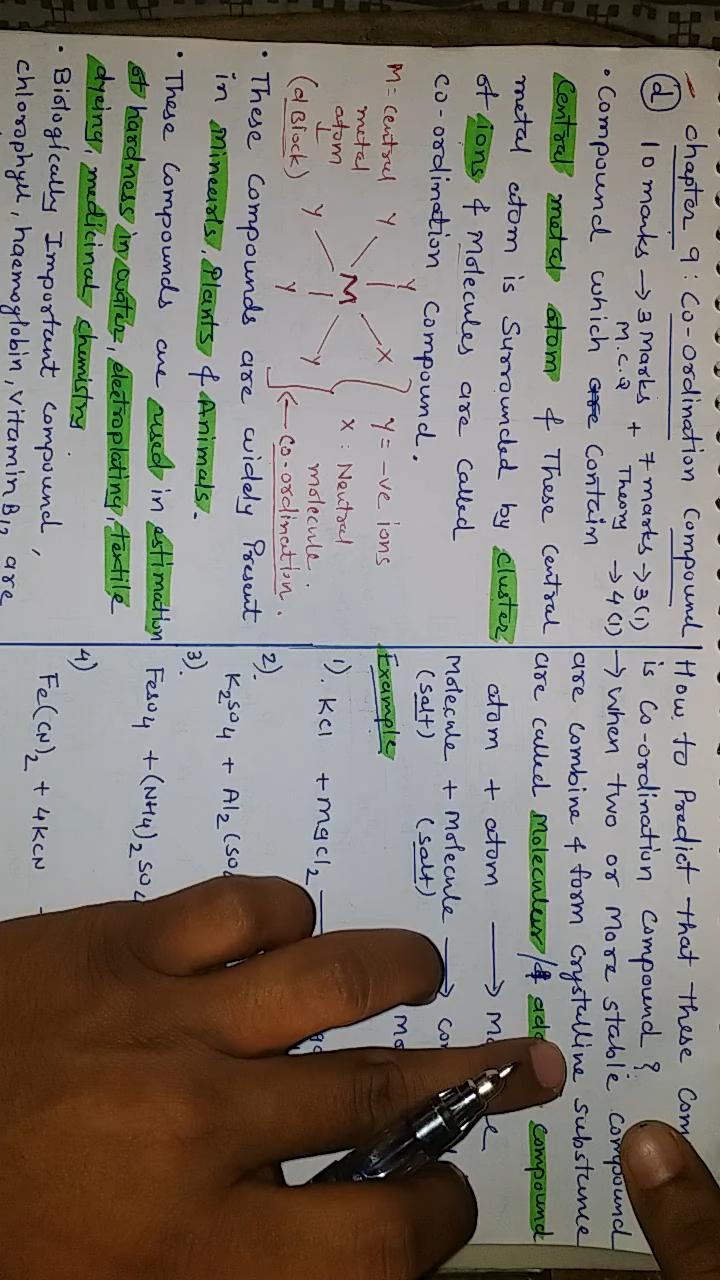 Chapter 9: Co-ordination Compound
(d) 10 marks → 3 Marks + 7 marks → 3(1)
M.C.Q Theory → 4(1)
• Compound which are Contain
Central metal atom & These central
metal atom is Surrounded by cluster
of ions & Molecules are called
co-ordination compound.
M = central metal atom
↓
(d Block)
Y Y X
M
Y Y Y
Y = -ve ions
X : Neutral molecule.
← Co-ordination.
• These compounds are widely Present
in minerals, Plants & Animals.
• These compounds are used in estimation
of hardness in water, electroplating, textile
dyeing, medicinal chemistry
• Biologically Important compound,
chlorophyll, haemoglobin, Vitamin B12 are
How to Predict that these Com
is co-ordination compound?
→ When two or More stable compound
are combine & form crystalline substance
are called Molecular / compound
atom + atom →
Molecule + Molecule →
(salt) (salt)
Example
1). KCl + MgCl2
2). K2SO4 + Al2(SO4
3). FeSO4 + (NH4)2SO4
4) Fe(CN)2 + 4KCN